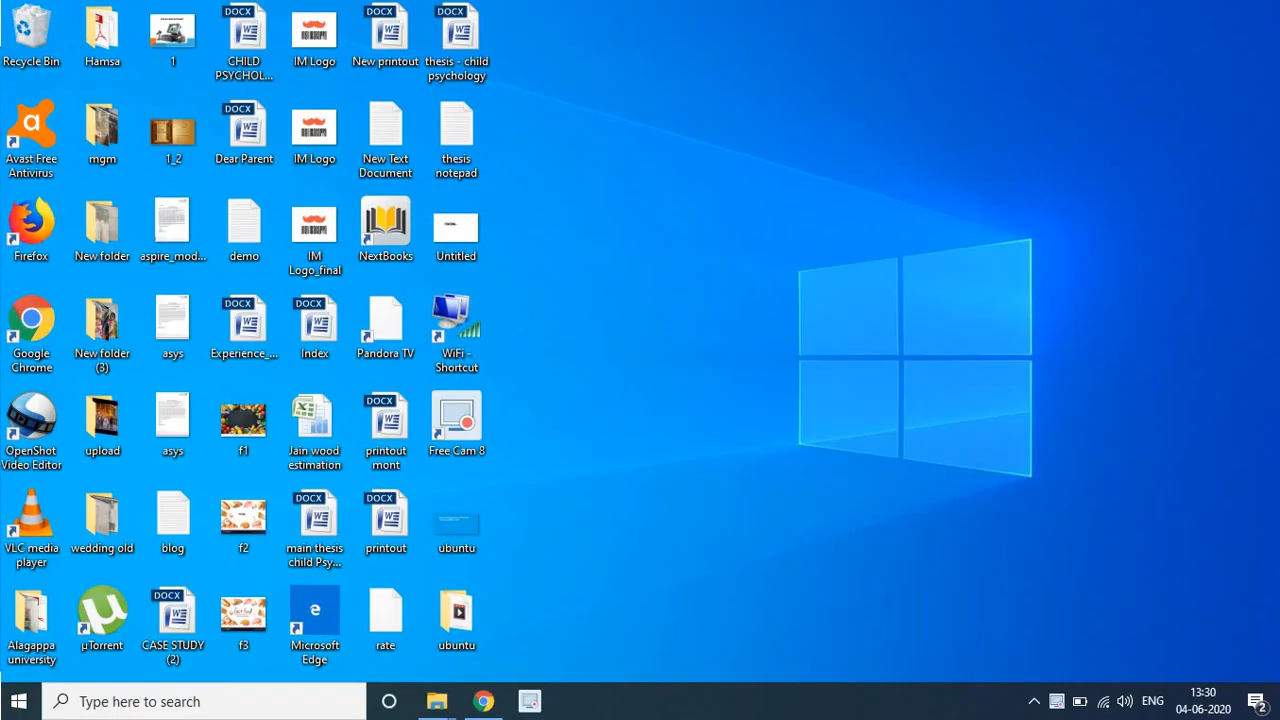 Recycle Bin
Hamsa
1
DOCX
CHILD
PSYCHOL...
IM Logo
DOCX
New printout
DOCX
thesis - child
psychology
Avast Free
Antivirus
mgm
1_2
DOCX
Dear Parent
IM Logo
New Text
Document
thesis
notepad
Firefox
New folder
aspire_mod...
demo
IM
Logo_final
NextBooks
Untitled
Google
Chrome
New folder
(3)
asys
DOCX
Experience_...
DOCX
Index
Pandora TV
WiFi -
Shortcut
OpenShot
Video Editor
upload
asys
f1
Jain wood
estimation
DOCX
printout
mont
Free Cam 8
VLC media
player
wedding old
blog
f2
DOCX
main thesis
child Psy...
DOCX
printout
ubuntu
Alagappa
university
µTorrent
DOCX
CASE STUDY
(2)
f3
Microsoft
Edge
rate
ubuntu
Type here to search
ENG
13:30
04-06-2020
2